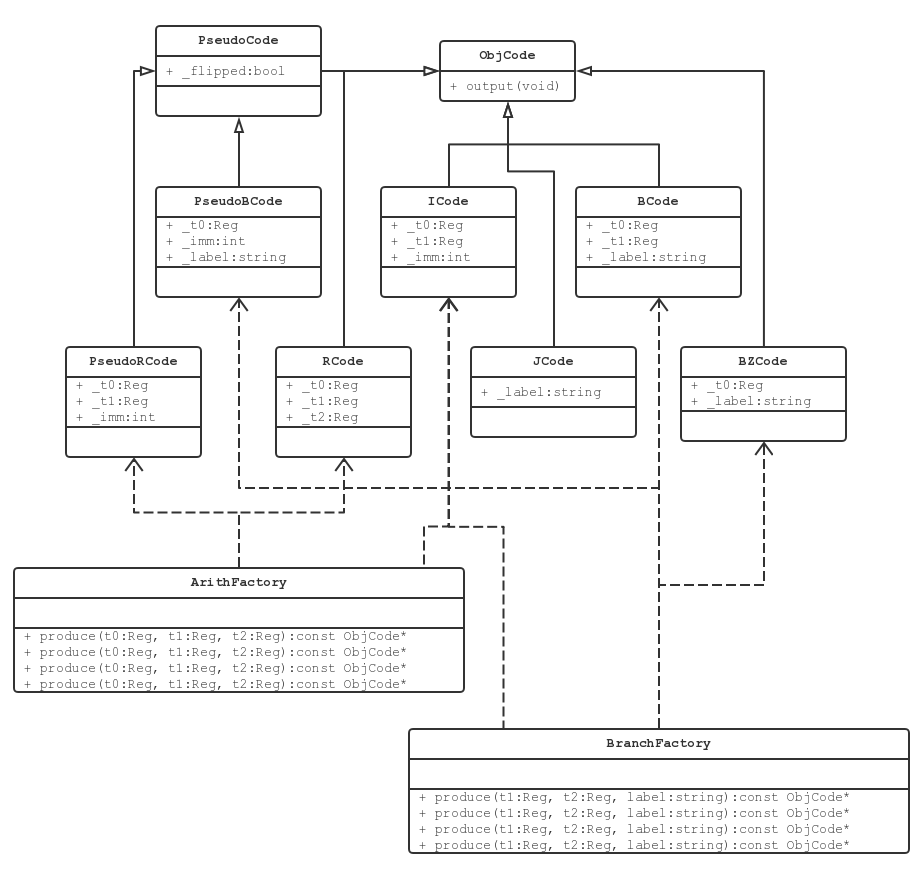 PseudoCode
+ _flipped:bool
ObjCode
+ output(void)
PseudoBCode
+ _t0:Reg
+ _imm:int
+ _label:string
ICode
+ _t0:Reg
+ _t1:Reg
+ _imm:int
BCode
+ _t0:Reg
+ _t1:Reg
+ _label:string
PseudoRCode
+ _t0:Reg
+ _t1:Reg
+ _imm:int
RCode
+ _t0:Reg
+ _t1:Reg
+ _t2:Reg
JCode
+ _label:string
BZCode
+ _t0:Reg
+ _label:string
ArithFactory
+ produce(t0:Reg, t1:Reg, t2:Reg):const ObjCode*
+ produce(t0:Reg, t1:Reg, t2:Reg):const ObjCode*
+ produce(t0:Reg, t1:Reg, t2:Reg):const ObjCode*
+ produce(t0:Reg, t1:Reg, t2:Reg):const ObjCode*
BranchFactory
+ produce(t1:Reg, t2:Reg, label:string):const ObjCode*
+ produce(t1:Reg, t2:Reg, label:string):const ObjCode*
+ produce(t1:Reg, t2:Reg, label:string):const ObjCode*
+ produce(t1:Reg, t2:Reg, label:string):const ObjCode*